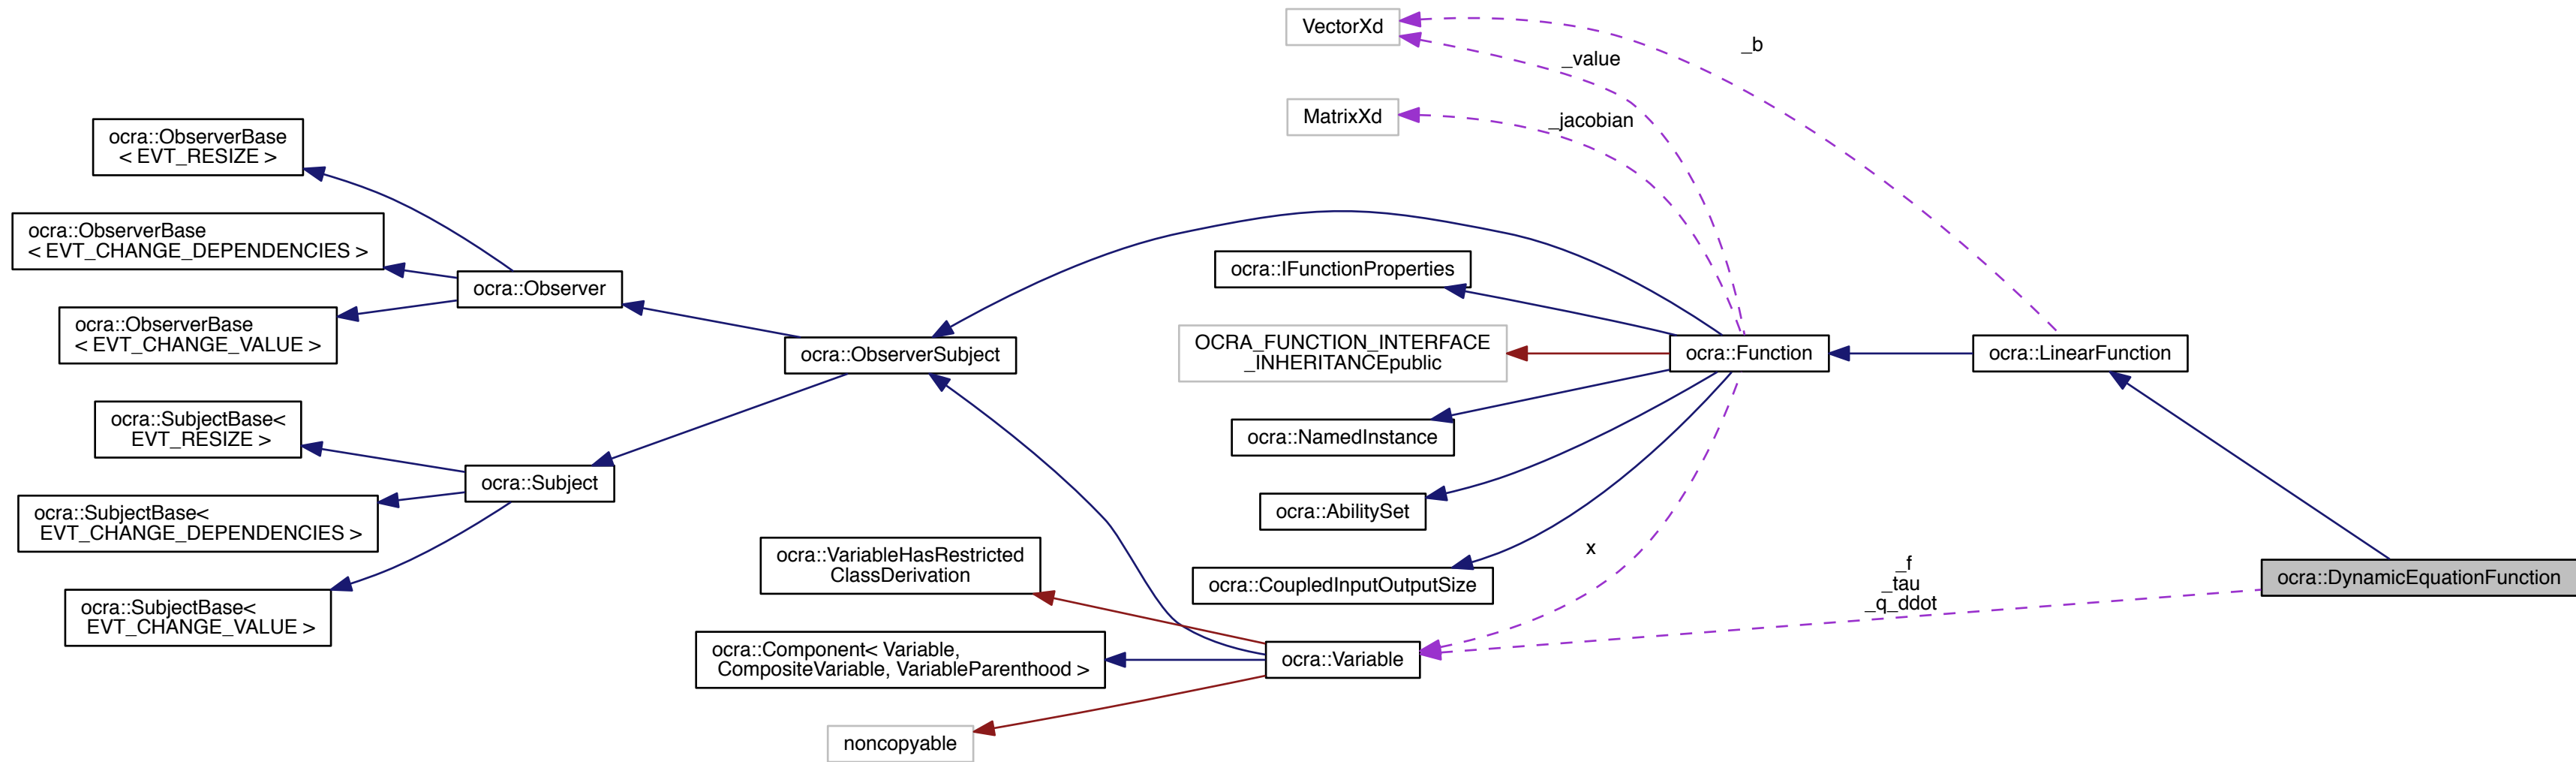 VectorXd
_b
_value
MatrixXd
_jacobian
ocra::ObserverBase
< EVT_RESIZE >
ocra::ObserverBase
< EVT_CHANGE_DEPENDENCIES >
ocra::Observer
ocra::ObserverBase
< EVT_CHANGE_VALUE >
ocra::ObserverSubject
ocra::IFunctionProperties
OCRA_FUNCTION_INTERFACE
_INHERITANCEpublic
ocra::Function
ocra::LinearFunction
ocra::NamedInstance
ocra::AbilitySet
ocra::CoupledInputOutputSize
ocra::SubjectBase<
EVT_RESIZE >
ocra::Subject
ocra::SubjectBase<
EVT_CHANGE_DEPENDENCIES >
ocra::SubjectBase<
EVT_CHANGE_VALUE >
ocra::VariableHasRestricted
ClassDerivation
x
_f
_tau
_q_ddot
ocra::DynamicEquationFunction
ocra::Component< Variable,
CompositeVariable, VariableParenthood >
ocra::Variable
noncopyable